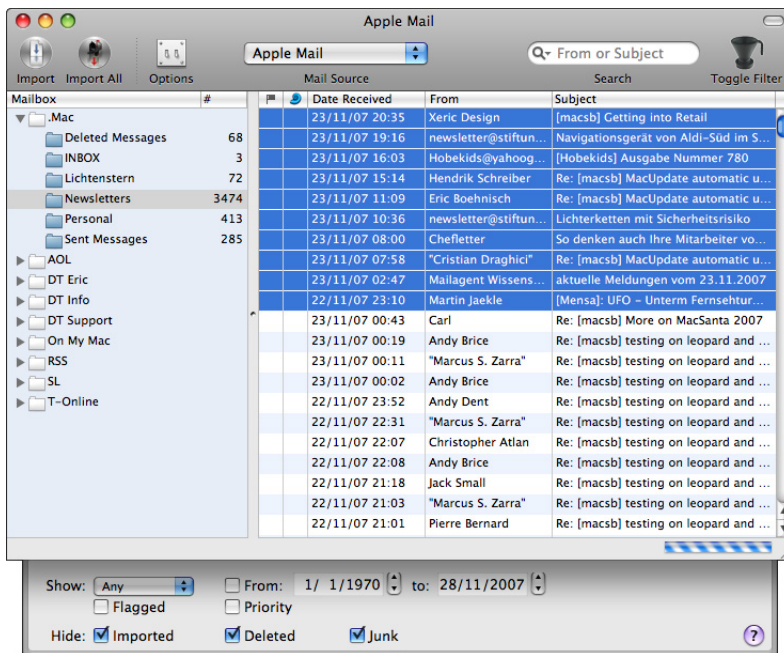 Apple Mail
Import Import All Options Apple Mail Mail Source From or Subject Search Toggle Filter
Mailbox # Date Received From Subject
.Mac 23/11/07 20:35 Xeric Design [macsb] Getting into Retail
Deleted Messages 68 23/11/07 19:16 newsletter@stiftun... Navigationsgerät von Aldi-Süd im S...
INBOX 3 23/11/07 16:03 Hobekids@yahoog... [Hobekids] Ausgabe Nummer 780
Lichtenstern 72 23/11/07 15:14 Hendrik Schreiber Re: [macsb] MacUpdate automatic u...
Newsletters 3474 23/11/07 11:09 Eric Boehnisch Re: [macsb] MacUpdate automatic u...
Personal 413 23/11/07 10:36 newsletter@stiftun... Lichterketten mit Sicherheitsrisiko
Sent Messages 285 23/11/07 08:00 Chefletter So denken auch Ihre Mitarbeiter vo...
AOL 23/11/07 07:58 "Cristian Draghici" Re: [macsb] MacUpdate automatic u...
DT Eric 23/11/07 02:47 Mailagent Wissens... aktuelle Meldungen vom 23.11.2007
DT Info 22/11/07 23:10 Martin Jaekle [Mensa]: UFO – Unterm Fernsehtur...
DT Support 23/11/07 00:43 Carl Re: [macsb] More on MacSanta 2007
On My Mac 23/11/07 00:19 Andy Brice Re: [macsb] testing on leopard and ...
RSS 23/11/07 00:11 "Marcus S. Zarra" Re: [macsb] testing on leopard and ...
SL 23/11/07 00:02 Andy Brice Re: [macsb] testing on leopard and ...
T-Online 22/11/07 23:52 Andy Dent Re: [macsb] testing on leopard and ...
22/11/07 22:31 "Marcus S. Zarra" Re: [macsb] testing on leopard and ...
22/11/07 22:07 Christopher Atlan Re: [macsb] testing on leopard and ...
22/11/07 22:08 Andy Brice Re: [macsb] testing on leopard and ...
22/11/07 21:18 Jack Small Re: [macsb] testing on leopard and ...
22/11/07 21:03 "Marcus S. Zarra" Re: [macsb] testing on leopard and ...
22/11/07 21:01 Pierre Bernard Re: [macsb] testing on leopard and ...
Show: Any From: 1/ 1/1970 to: 28/11/2007
Flagged Priority
Hide: Imported Deleted Junk ?